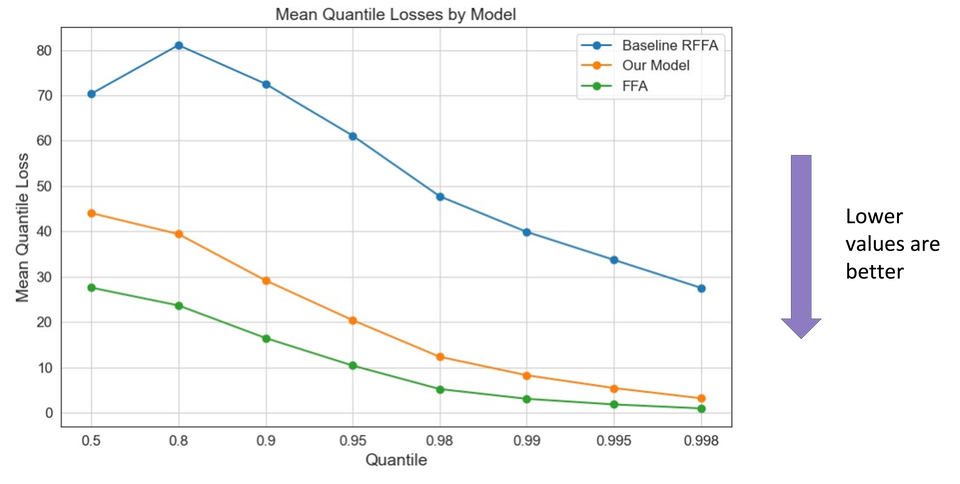 Mean Quantile Losses by Model
Baseline RFFA
Our Model
FFA
Mean Quantile Loss
80
70
60
50
40
30
20
10
0
0.5 0.8 0.9 0.95 0.98 0.99 0.995 0.998
Quantile
Lower
values are
better